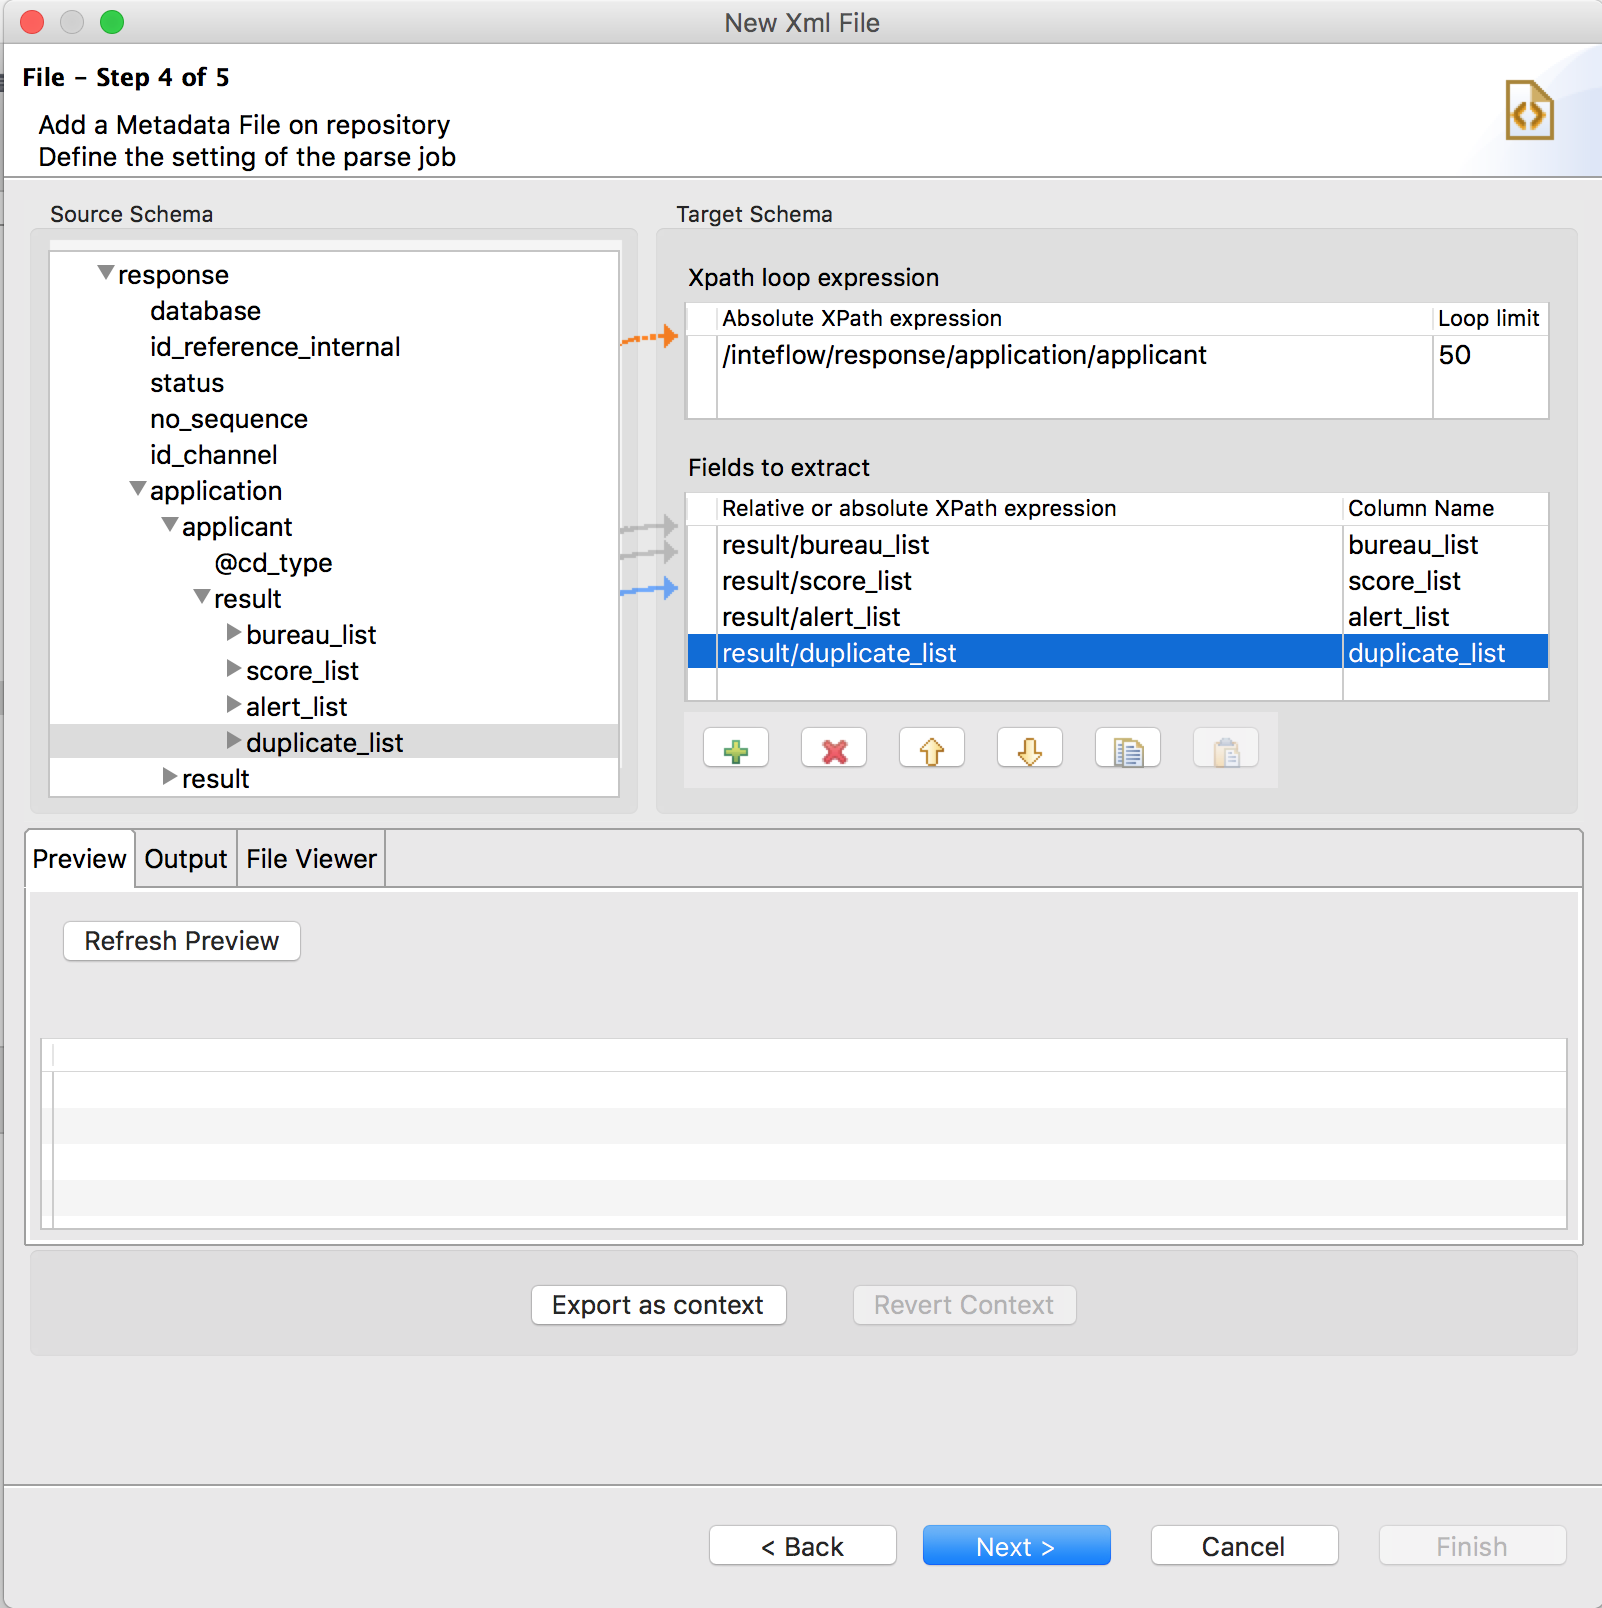 New Xml File
File - Step 4 of 5
Add a Metadata File on repository
Define the setting of the parse job
Source Schema
response
database
id_reference_internal
status
no_sequence
id_channel
application
applicant
@cd_type
result
bureau_list
score_list
alert_list
duplicate_list
result
Target Schema
Xpath loop expression
Absolute XPath expression Loop limit
/inteflow/response/application/applicant 50
Fields to extract
Relative or absolute XPath expression Column Name
result/bureau_list bureau_list
result/score_list score_list
result/alert_list alert_list
result/duplicate_list duplicate_list
Preview Output File Viewer
Refresh Preview
Export as context Revert Context
< Back Next > Cancel Finish